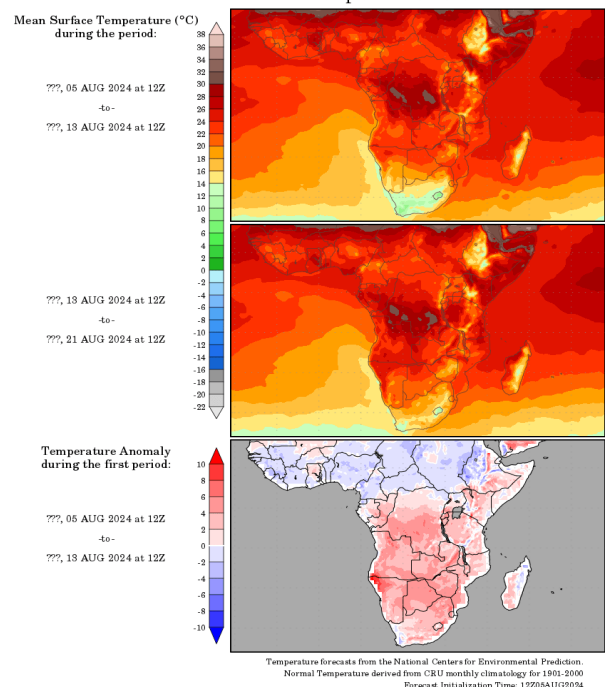 Mean Surface Temperature (°C)
during the period:
38
36
34
32
30
28
26
24
22
20
18
16
14
12
10
8
6
4
2
0
-2
-4
-6
-8
-10
-12
-14
-16
-18
-20
-22
???, 05 AUG 2024 at 12Z
-to-
???, 13 AUG 2024 at 12Z
???, 13 AUG 2024 at 12Z
-to-
???, 21 AUG 2024 at 12Z
Temperature Anomaly
during the first period:
10
8
6
4
2
0
-2
-4
-6
-8
-10
???, 05 AUG 2024 at 12Z
-to-
???, 13 AUG 2024 at 12Z
Temperature forecasts from the National Centers for Environmental Prediction.
Normal Temperature derived from CRU monthly climatology for 1901-2000
Forecast Initialization Time: 12Z05AUG2024